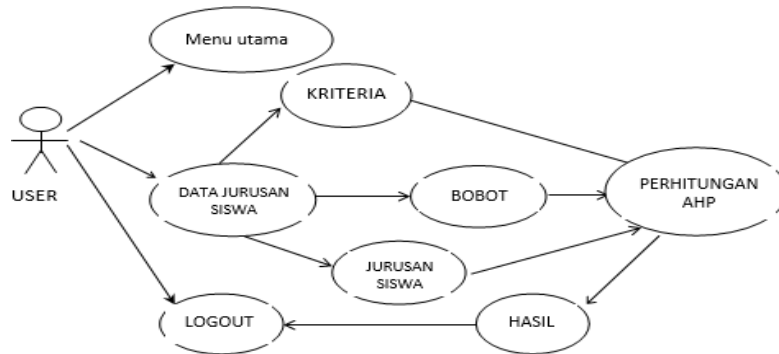 Menu utama
KRITERIA
USER
DATA JURUSAN
SISWA
BOBOT
PERHITUNGAN
AHP
JURUSAN
SISWA
LOGOUT
HASIL